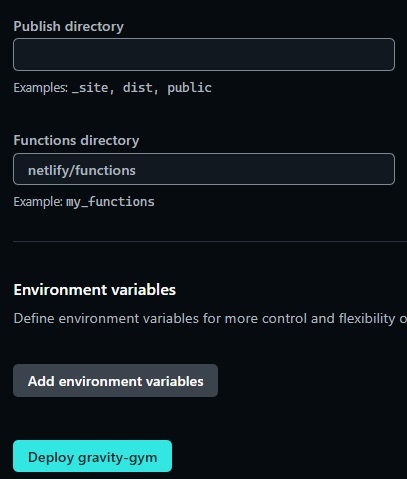 Publish directory
Examples: _site, dist, public
Functions directory
netlify/functions
Example: my_functions
Environment variables
Define environment variables for more control and flexibility o
Add environment variables
Deploy gravity-gym